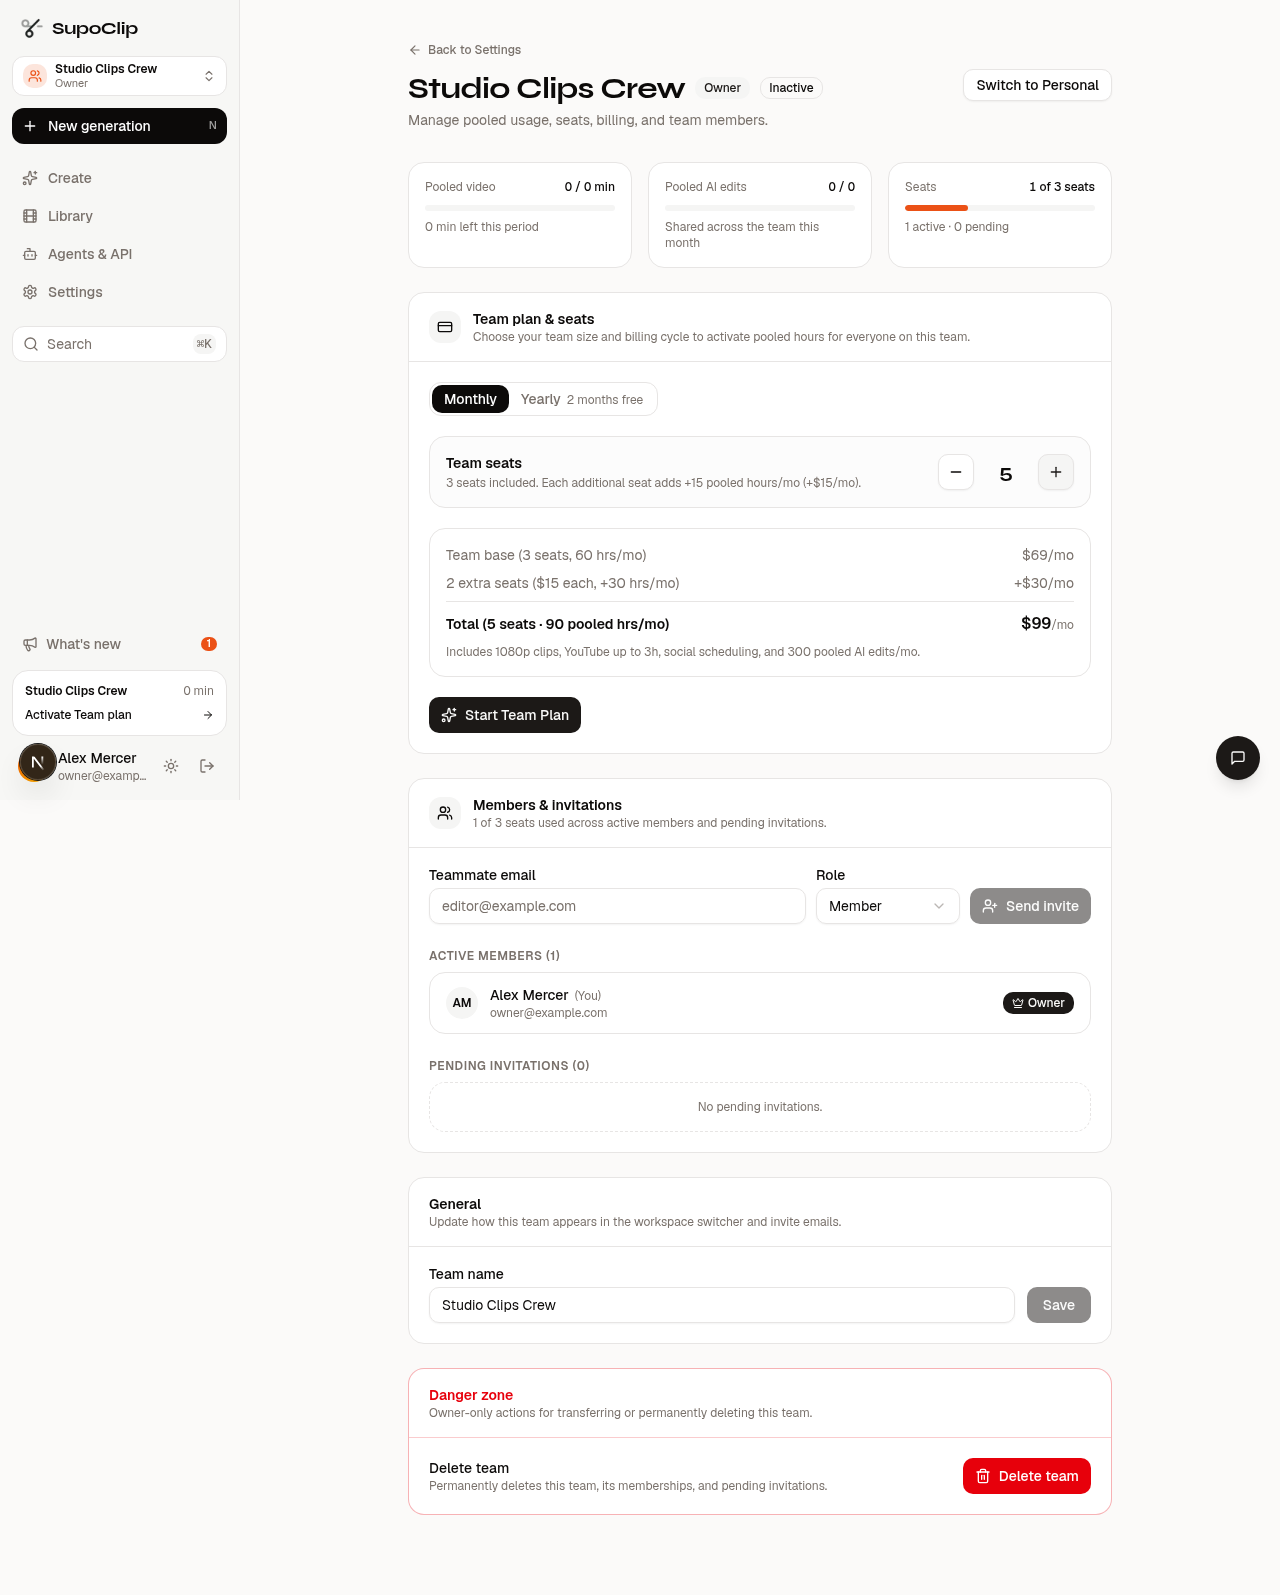 SupoClip
Studio Clips Crew
Owner
New generation N
Create
Library
Agents & API
Settings
Search ⌘K
What's new 1
Studio Clips Crew 0 min
Activate Team plan
N
Alex Mercer
owner@examp...
Back to Settings
Studio Clips Crew Owner Inactive
Switch to Personal
Manage pooled usage, seats, billing, and team members.
Pooled video 0 / 0 min
0 min left this period
Pooled AI edits 0 / 0
Shared across the team this
month
Seats 1 of 3 seats
1 active · 0 pending
Team plan & seats
Choose your team size and billing cycle to activate pooled hours for everyone on this team.
Monthly Yearly 2 months free
Team seats
3 seats included. Each additional seat adds +15 pooled hours/mo (+$15/mo).
5
Team base (3 seats, 60 hrs/mo) $69/mo
2 extra seats ($15 each, +30 hrs/mo) +$30/mo
Total (5 seats · 90 pooled hrs/mo) $99/mo
Includes 1080p clips, YouTube up to 3h, social scheduling, and 300 pooled AI edits/mo.
Start Team Plan
Members & invitations
1 of 3 seats used across active members and pending invitations.
Teammate email Role
editor@example.com Member Send invite
ACTIVE MEMBERS (1)
AM
Alex Mercer (You)
owner@example.com
Owner
PENDING INVITATIONS (0)
No pending invitations.
General
Update how this team appears in the workspace switcher and invite emails.
Team name
Studio Clips Crew Save
Danger zone
Owner-only actions for transferring or permanently deleting this team.
Delete team
Permanently deletes this team, its memberships, and pending invitations.
Delete team